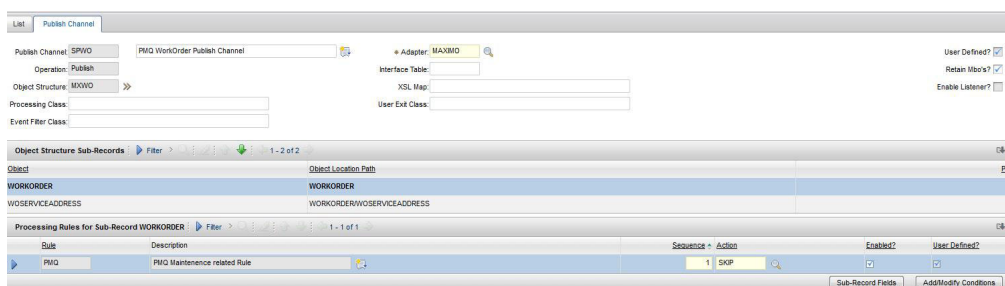 List Publish Channel
Publish Channel: SPWO PMQ WorkOrder Publish Channel * Adapter: MAXIMO User Defined?
Operation: Publish Interface Table: Retain Mbo's?
Object Structure: MXWO XSL Map: Enable Listener?
Processing Class: User Exit Class:
Event Filter Class:
Object Structure Sub-Records Filter 1 - 2 of 2
Object Object Location Path
WORKORDER WORKORDER
WOSERVICEADDRESS WORKORDER/WOSERVICEADDRESS
Processing Rules for Sub-Record WORKORDER Filter 1 - 1 of 1
Rule Description Sequence Action Enabled? User Defined?
PMQ PMQ Maintenence related Rule 1 SKIP
Sub-Record Fields Add/Modify Conditions